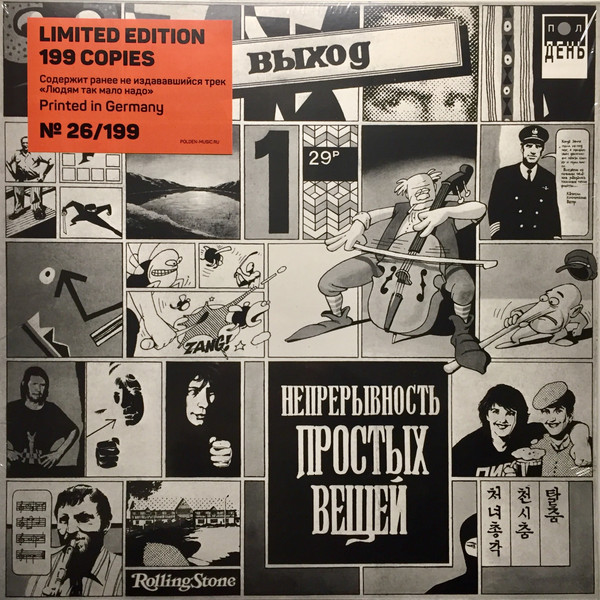 LIMITED EDITION
199 COPIES
Содержит ранее не издававшийся трек
«Людям так мало надо»
Printed in Germany
№ 26/199
POLDEN-MUSIC.RU
ВЫХОД
ПОЛ
ДЕНЬ
1
29Р
ZANG!
НЕПРЕРЫВНОСТЬ
ПРОСТЫХ
ВЕЩЕЙ
처녀총각
천시춤
탈춤
RollingStone